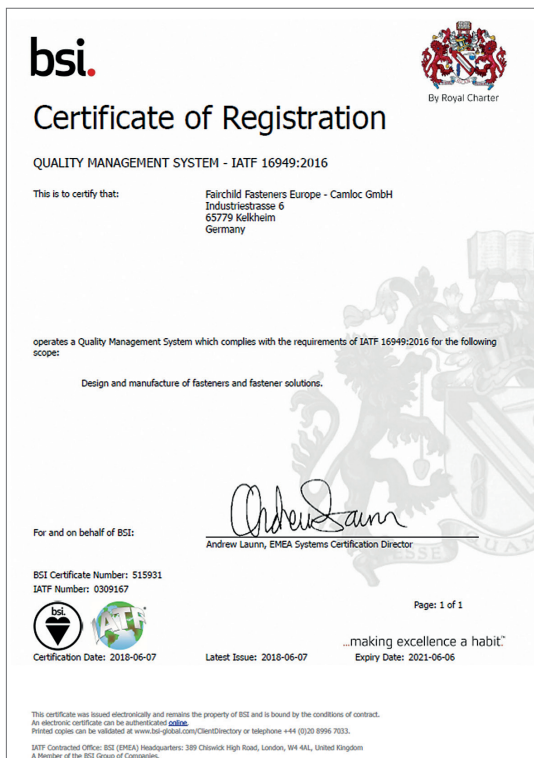 bsi.
By Royal Charter
Certificate of Registration
QUALITY MANAGEMENT SYSTEM - IATF 16949:2016
This is to certify that:
Fairchild Fasteners Europe - Camloc GmbH
Industriestrasse 6
65779 Kelkheim
Germany
operates a Quality Management System which complies with the requirements of IATF 16949:2016 for the following
scope:
Design and manufacture of fasteners and fastener solutions.
For and on behalf of BSI:
Andrew Launn, EMEA Systems Certification Director
BSI Certificate Number: 515931
IATF Number: 0309167
Page: 1 of 1
bsi.
IATF
...making excellence a habit.™
Certification Date: 2018-06-07
Latest Issue: 2018-06-07
Expiry Date: 2021-06-06
This certificate was issued electronically and remains the property of BSI and is bound by the conditions of contract.
An electronic certificate can be authenticated online.
Printed copies can be validated at www.bsi-global.com/ClientDirectory or telephone +44 (0)20 8996 7033.
IATF Contracted Office: BSI (EMEA) Headquarters: 389 Chiswick High Road, London, W4 4AL, United Kingdom
A Member of the BSI Group of Companies.